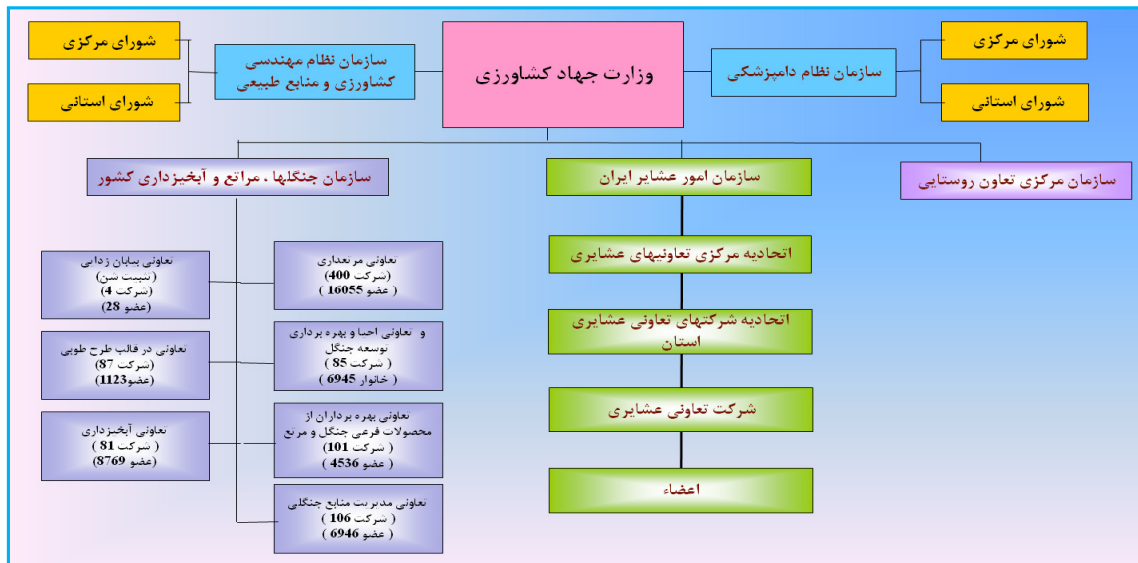 شورای مرکزی
سازمان نظام دامپزشکی
شورای استانی
وزارت جهاد کشاورزی
سازمان نظام مهندسی
کشاورزی و منابع طبیعی
شورای مرکزی
شورای استانی
سازمان مرکزی تعاون روستایی
سازمان امور عشایر ایران
اتحادیه مرکزی تعاونیهای عشایری
اتحادیه شرکتهای تعاونی عشایری
استان
شرکت تعاونی عشایری
اعضاء
سازمان جنگلها ، مراتع و آبخیزداری کشور
تعاونی مرتعداری
(400 شرکت)
( 16055 عضو )
تعاونی احیا و بهره برداری و
توسعه جنگل
( 85 شرکت )
( 6945 خانوار )
تعاونی بهره برداران از
محصولات فرعی جنگل و مرتع
(101 شرکت )
( 4536 عضو )
تعاونی مدیریت منابع جنگلی
( 106 شرکت )
( 6946 عضو )
تعاونی بیابان زدایی
(تثبیت شن)
(4 شرکت)
(28 عضو)
تعاونی در قالب طرح طوبی
(87 شرکت)
(1123عضو)
تعاونی آبخیزداری
( 81 شرکت )
(8769 عضو)